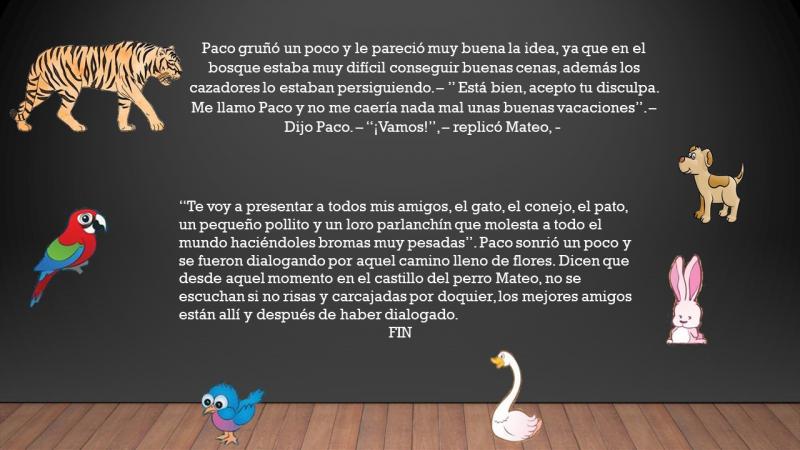 Paco gruñó un poco y le pareció muy buena la idea, ya que en el
bosque estaba muy difícil conseguir buenas cenas, además los
cazadores lo estaban persiguiendo. – ” Está bien, acepto tu disculpa.
Me llamo Paco y no me caería nada mal unas buenas vacaciones”. –
Dijo Paco. – “¡Vamos!”, – replicó Mateo, -
“Te voy a presentar a todos mis amigos, el gato, el conejo, el pato,
un pequeño pollito y un loro parlanchín que molesta a todo el
mundo haciéndoles bromas muy pesadas”. Paco sonrió un poco y
se fueron dialogando por aquel camino lleno de flores. Dicen que
desde aquel momento en el castillo del perro Mateo, no se
escuchan si no risas y carcajadas por doquier, los mejores amigos
están allí y después de haber dialogado.
FIN